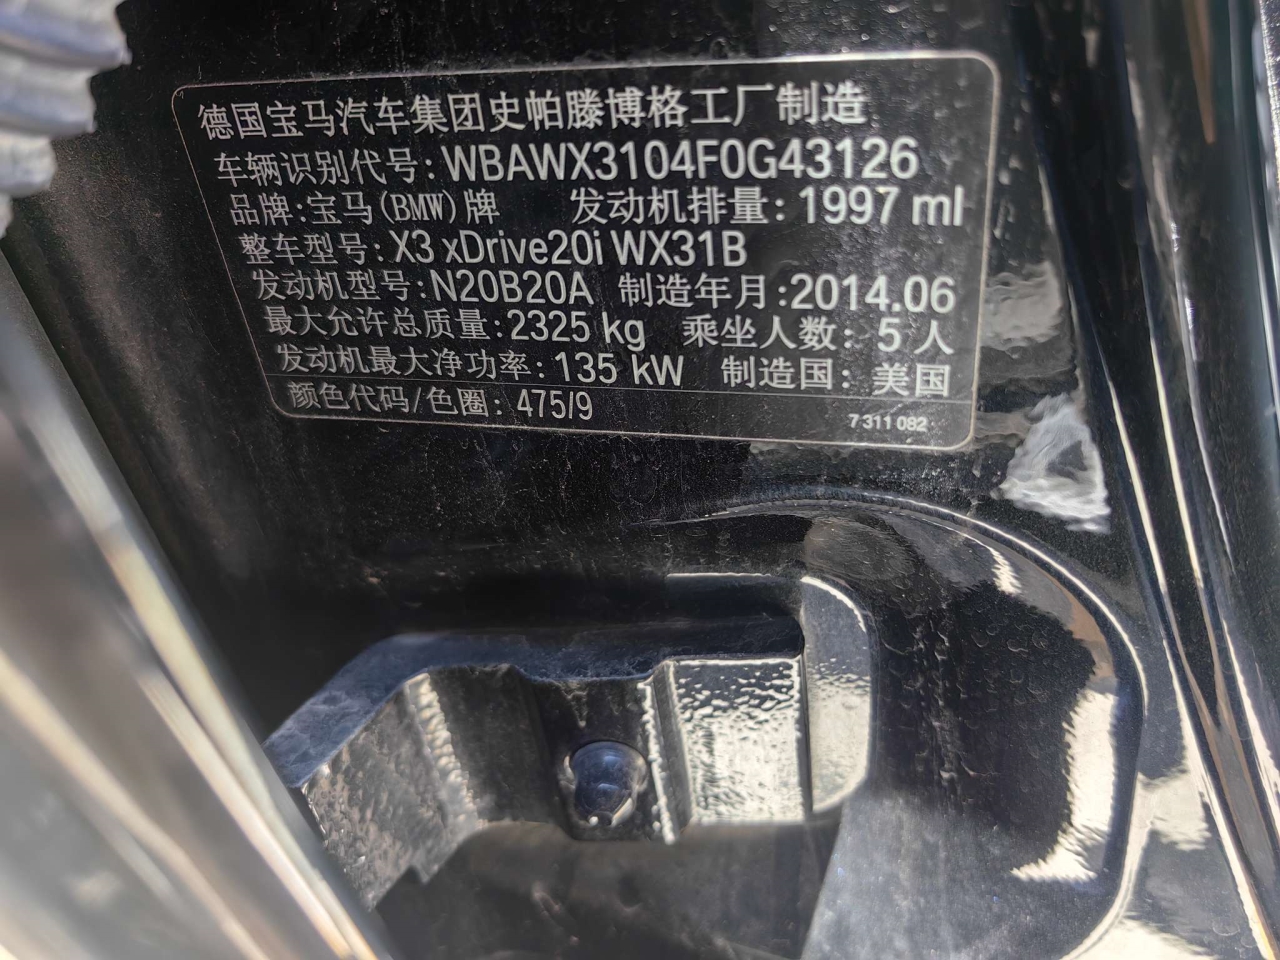 德国宝马汽车集团史帕滕博格工厂制造
车辆识别代号: WBAWX3104F0G43126
品牌:宝马(BMW)牌 发动机排量: 1997 ml
整车型号: X3 xDrive20i WX31B
发动机型号:N20B20A 制造年月:2014.06
最大允许总质量:2325 kg 乘坐人数: 5 人
发动机最大净功率: 135 kW 制造国: 美国
颜色代码/色圈: 475/9 7 311 082